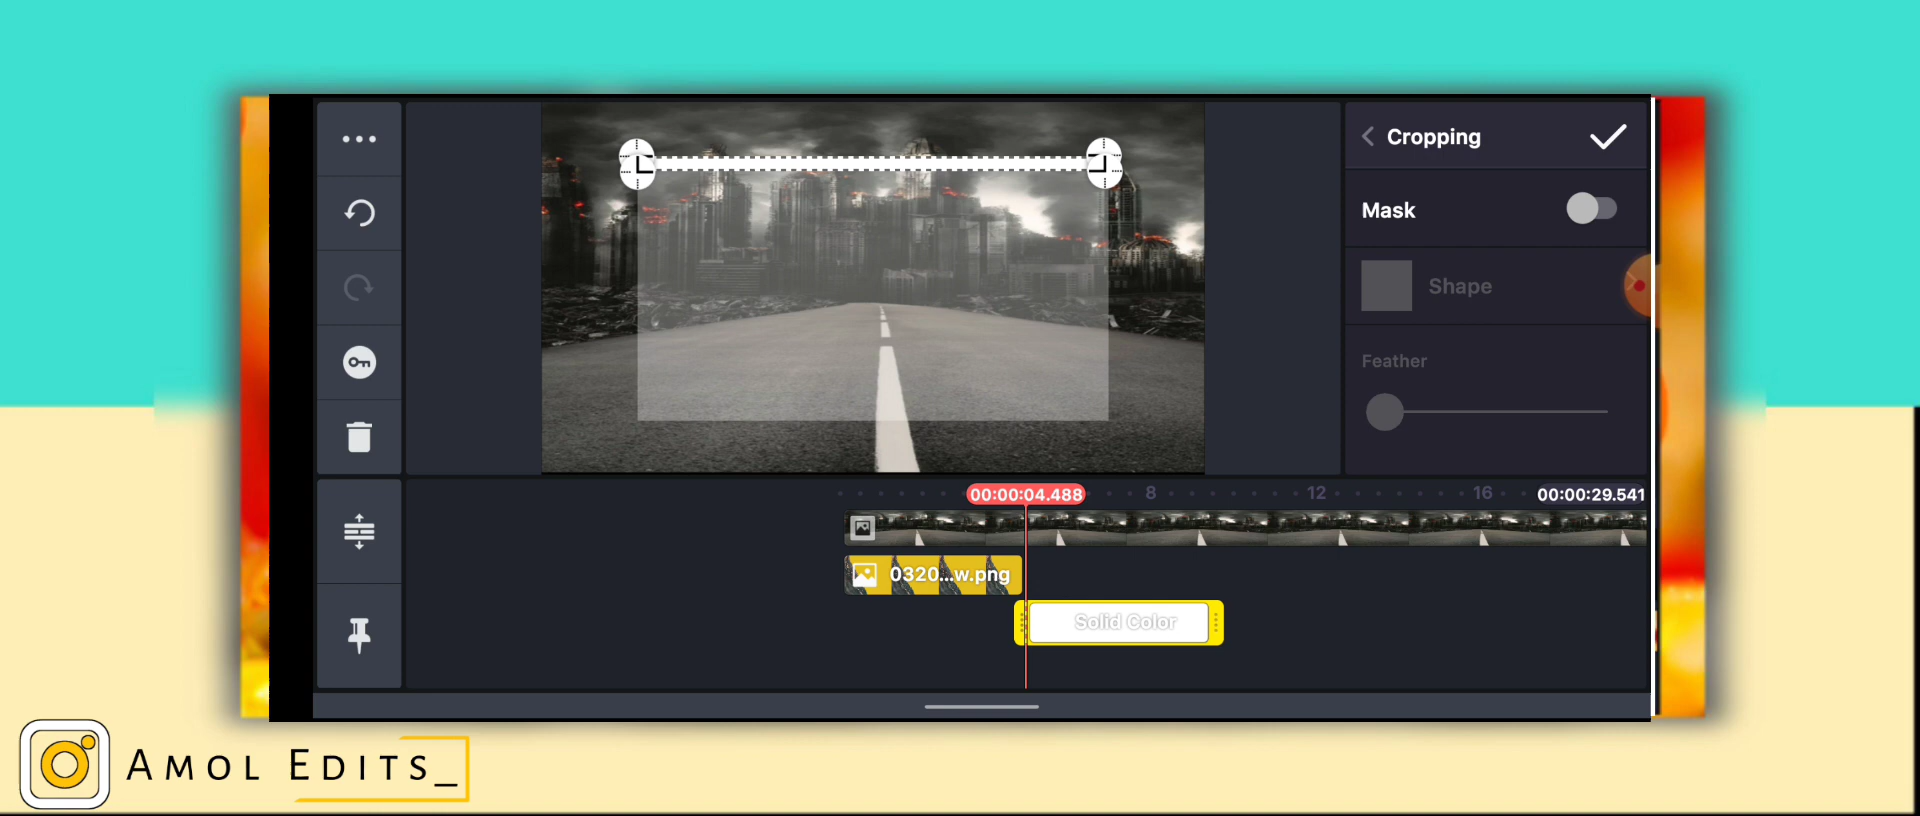 Cropping
Mask
Shape
Feather
00:00:04.488
8
12
16
00:00:29.541
0320...w.png
Solid Color
AMOL EDITS_